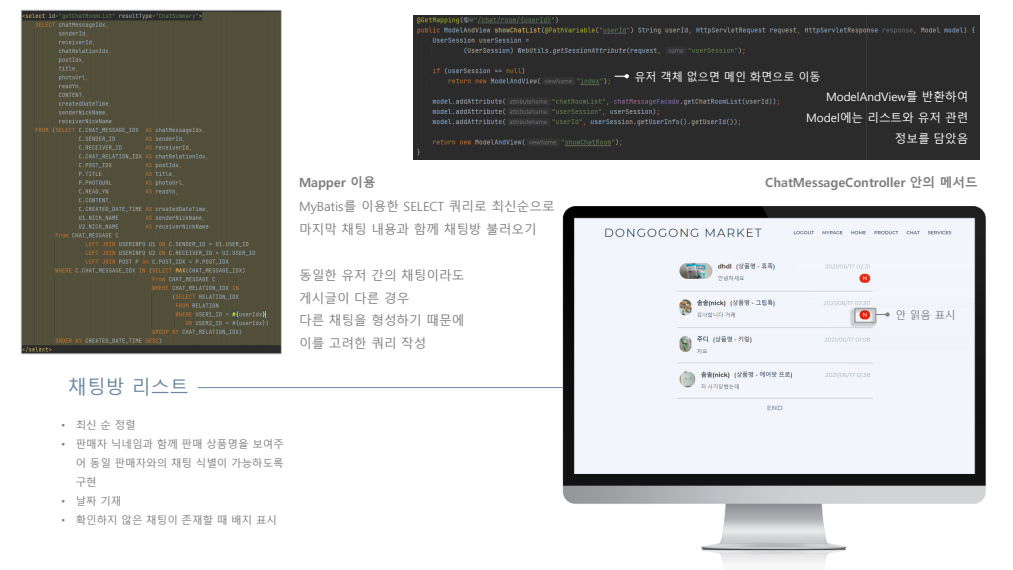 <select id="getChatRoomList" resultType="ChatSummary">
SELECT chatMessageIdx,
senderId,
receiverId,
chatRelationIdx,
postIdx,
title,
photoUrl,
readYn,
CONTENT,
createdDateTime,
senderNickName,
receiverNickName
FROM (SELECT C.CHAT_MESSAGE_IDX AS chatMessageIdx,
C.SENDER_ID AS senderId,
C.RECEIVER_ID AS receiverId,
C.CHAT_RELATION_IDX AS chatRelationIdx,
C.POST_IDX AS postIdx,
P.TITLE AS title,
P.PHOTOURL AS photoUrl,
C.READ_YN AS readYn,
C.CONTENT,
C.CREATED_DATE_TIME AS createdDateTime,
U1.NICK_NAME AS senderNickName,
U2.NICK_NAME AS receiverNickName
From CHAT_MESSAGE C
LEFT JOIN USERINFO U1 ON C.SENDER_ID = U1.USER_ID
LEFT JOIN USERINFO U2 ON C.RECEIVER_ID = U2.USER_ID
LEFT JOIN POST P on C.POST_IDX = P.POST_IDX
WHERE C.CHAT_MESSAGE_IDX IN (SELECT MAX(CHAT_MESSAGE_IDX)
From CHAT_MESSAGE C
WHERE CHAT_RELATION_IDX IN
(SELECT RELATION_IDX
FROM RELATION
WHERE USER1_ID = #{userIdx}
OR USER2_ID = #{userIdx})
GROUP BY CHAT_RELATION_IDX)
ORDER BY CREATED_DATE_TIME DESC)
</select>
@GetMapping("/chat/room/{userId}")
public ModelAndView showChatList(@PathVariable("userId") String userId, HttpServletRequest request, HttpServletResponse response, Model model) {
UserSession userSession =
(UserSession) WebUtils.getSessionAttribute(request, name: "userSession");
if (userSession == null)
return new ModelAndView( viewName: "index"); 유저 객체 없으면 메인 화면으로 이동
model.addAttribute( attributeName: "chatRoomList", chatMessageFacade.getChatRoomList(userId));
model.addAttribute( attributeName: "userSession", userSession);
model.addAttribute( attributeName: "userId", userSession.getUserInfo().getUserId());
return new ModelAndView( viewName: "showChatRoom");
}
ModelAndView를 반환하여
Model에는 리스트와 유저 관련
정보를 담았음
Mapper 이용
MyBatis를 이용한 SELECT 쿼리로 최신순으로
마지막 채팅 내용과 함께 채팅방 불러오기
동일한 유저 간의 채팅이라도
게시글이 다른 경우
다른 채팅을 형성하기 때문에
이를 고려한 쿼리 작성
ChatMessageController 안의 메서드
DONGOGONG MARKET LOGOUT MYPAGE HOME PRODUCT CHAT SERVICES
dhdl (상품명 - 휴족) 2021/06/17 02:31
안녕하세요 N
솜솜(nick) (상품명 - 그립톡) 2021/06/17 02:30
감사합니다 거래 N 안 읽음 표시
주티 (상품명 - 키링) 2021/06/17 01:08
저요
솜솜(nick) (상품명 - 에어팟 프로) 2021/06/17 12:38
저 사기당했는데
END
채팅방 리스트
• 최신 순 정렬
• 판매자 닉네임과 함께 판매 상품명을 보여주
어 동일 판매자와의 채팅 식별이 가능하도록
구현
• 날짜 기재
• 확인하지 않은 채팅이 존재할 때 배지 표시